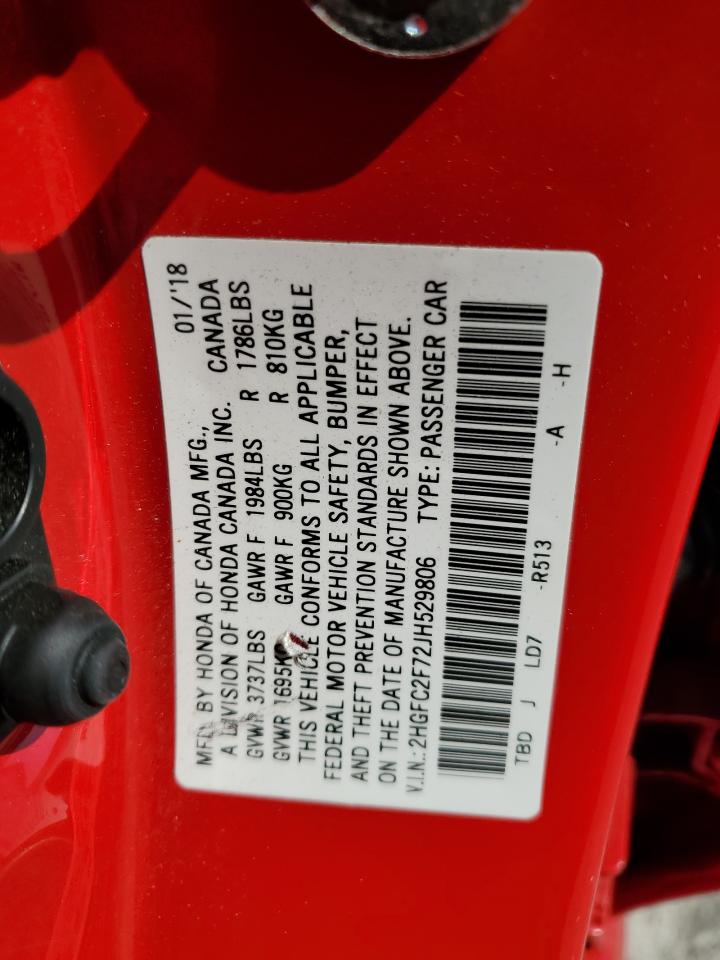 MFD. BY HONDA OF CANADA MFG., 01/'18
A DIVISION OF HONDA CANADA INC. CANADA
GVWR 3737LBS GAWR F 1984LBS R 1786LBS
GVWR 1695KG GAWR F 900KG R 810KG
THIS VEHICLE CONFORMS TO ALL APPLICABLE
FEDERAL MOTOR VEHICLE SAFETY, BUMPER,
AND THEFT PREVENTION STANDARDS IN EFFECT
ON THE DATE OF MANUFACTURE SHOWN ABOVE.
V.I.N.: 2HGFC2F72JH529806 TYPE: PASSENGER CAR
TBD J LD7 -R513 -A -H